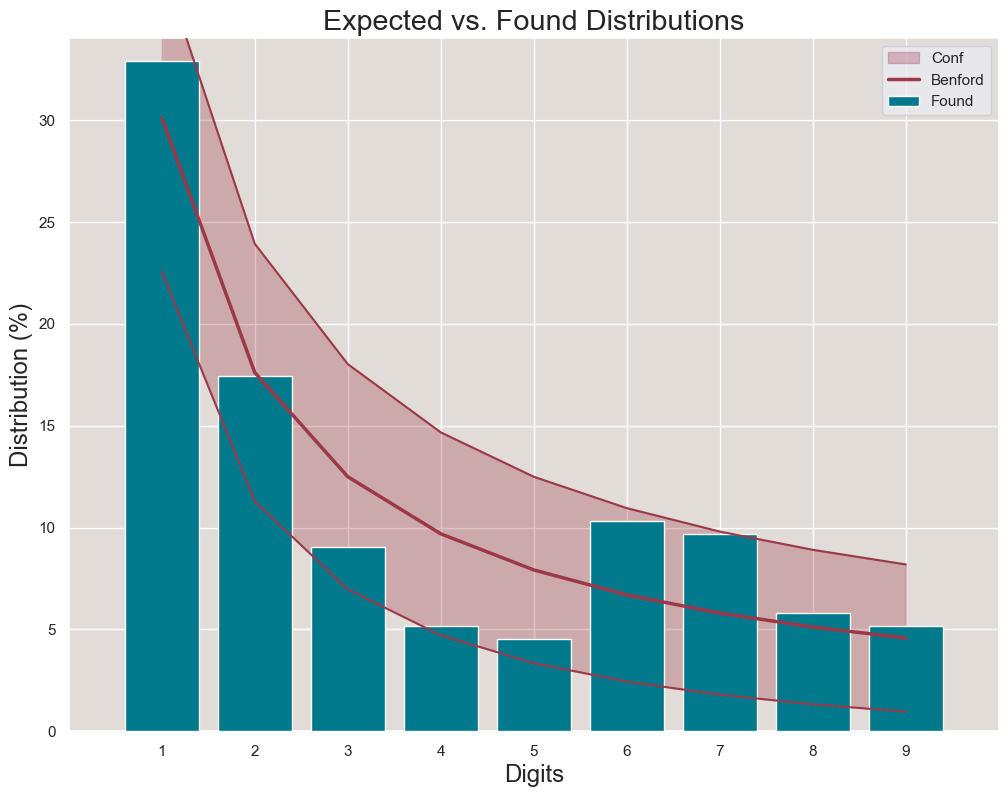 Expected vs. Found Distributions
Conf
Benford
Found
Distribution (%)
30
25
20
15
10
5
0
1 2 3 4 5 6 7 8 9
Digits